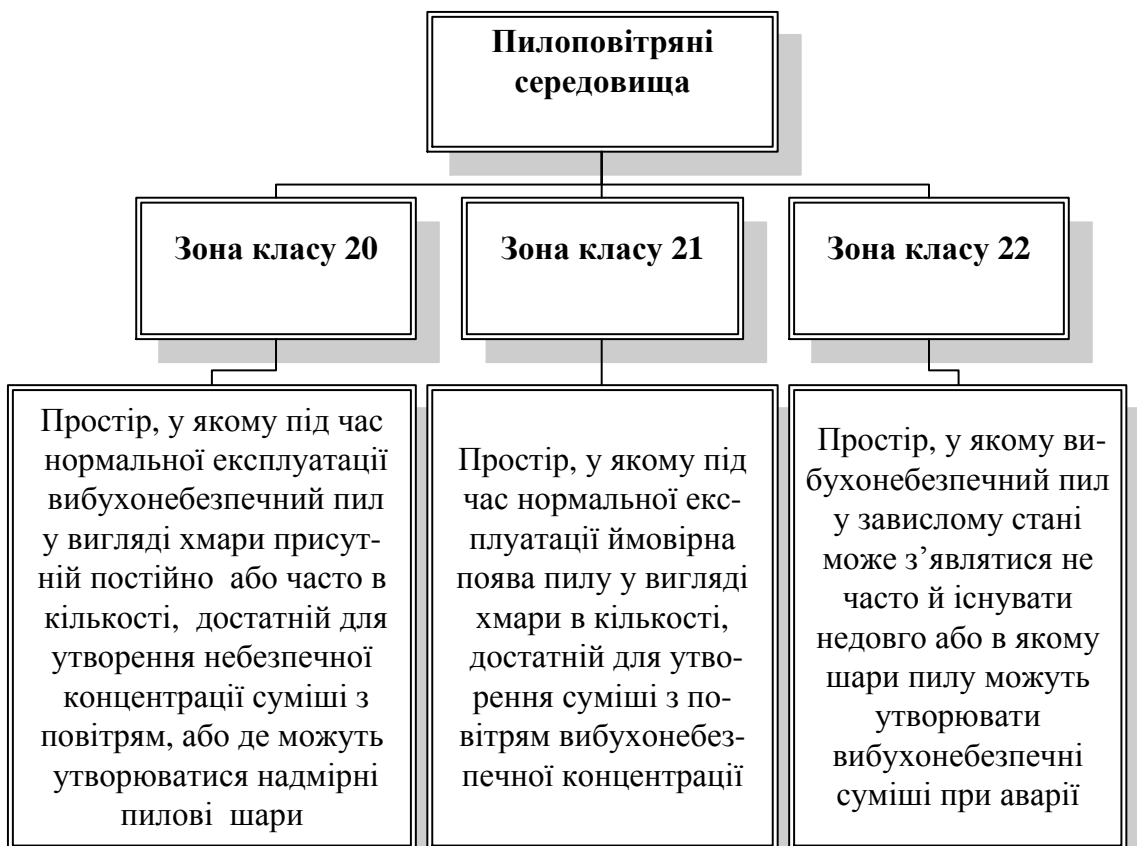 Пилоповітряні
середовища
Зона класу 20
Зона класу 21
Зона класу 22
Простір, у якому під час
нормальної експлуатації
вибухонебезпечний пил
у вигляді хмари присут-
ній постійно або часто в
кількості, достатній для
утворення небезпечної
концентрації суміші з
повітрям, або де можуть
утворюватися надмірні
пилові шари
Простір, у якому під
час нормальної екс-
плуатації ймовірна
поява пилу у вигляді
хмари в кількості,
достатній для утво-
рення суміші з по-
вітрям вибухонебез-
печної концентрації
Простір, у якому ви-
бухонебезпечний пил
у завислому стані
може з’являтися не
часто й існувати
недовго або в якому
шари пилу можуть
утворювати
вибухонебезпечні
суміші при аварії